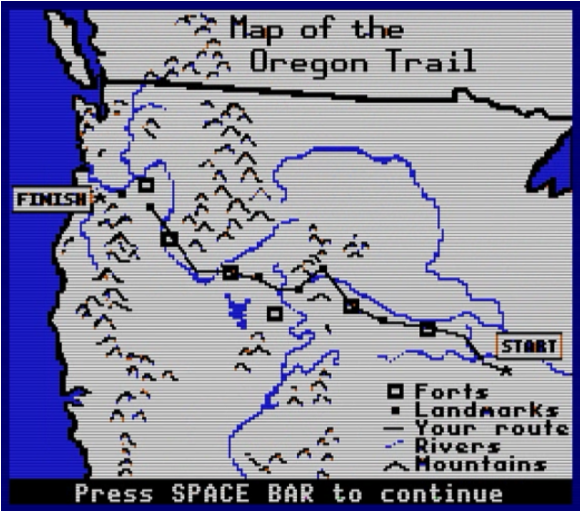 Map of the
Oregon Trail
FINISH
START
Forts
Landmarks
Your route
Rivers
Mountains
Press SPACE BAR to continue